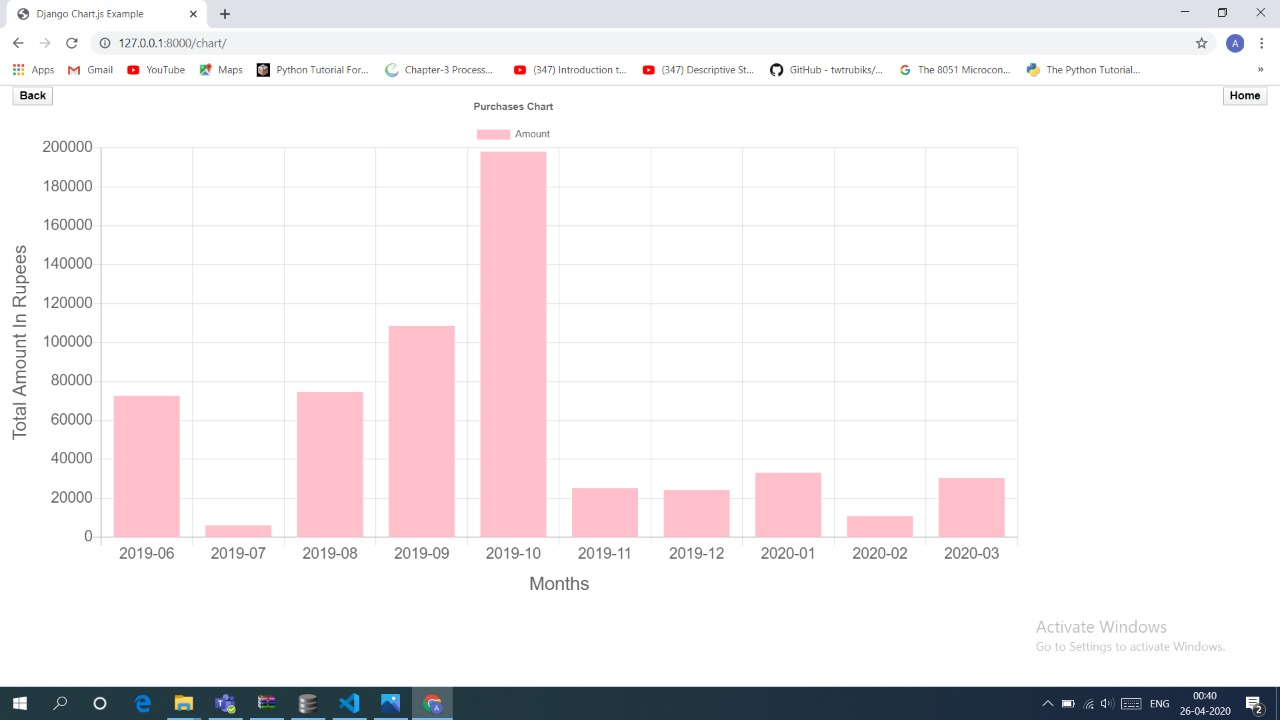 Django Chart.js Example
127.0.0.1:8000/chart/
Apps Gmail YouTube Maps Python Tutorial For... Chapter-3 Process... (347) Introduction t... (347) Descriptive St... GitHub - twtrubiks/... The 8051 Microcon... The Python Tutorial... »
Back
Home
Purchases Chart
Amount
Total Amount In Rupees
200000
180000
160000
140000
120000
100000
80000
60000
40000
20000
0
2019-06 2019-07 2019-08 2019-09 2019-10 2019-11 2019-12 2020-01 2020-02 2020-03
Months
Activate Windows
Go to Settings to activate Windows.
ENG
00:40
26-04-2020
2
A